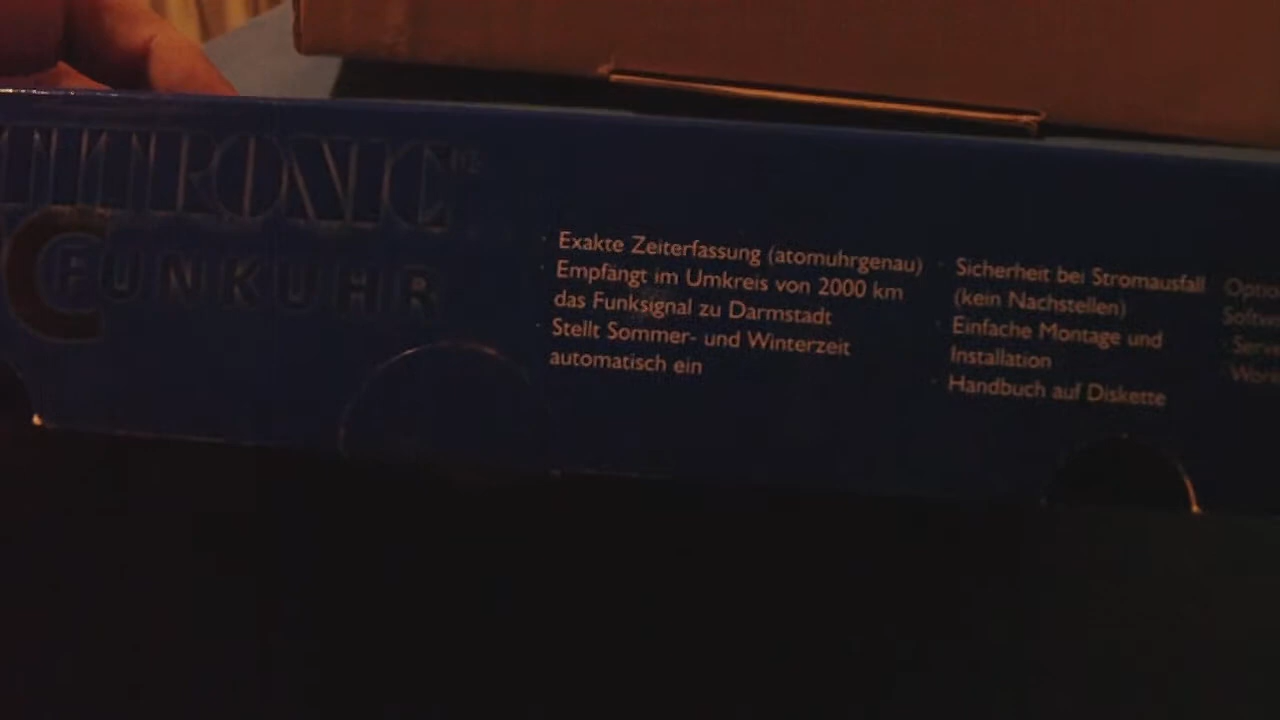 FUNKUHR
· Exakte Zeiterfassung (atomuhrgenau)
· Empfängt im Umkreis von 2000 km
das Funksignal zu Darmstadt
· Stellt Sommer- und Winterzeit
automatisch ein
· Sicherheit bei Stromausfall
(kein Nachstellen)
· Einfache Montage und
Installation
· Handbuch auf Diskette